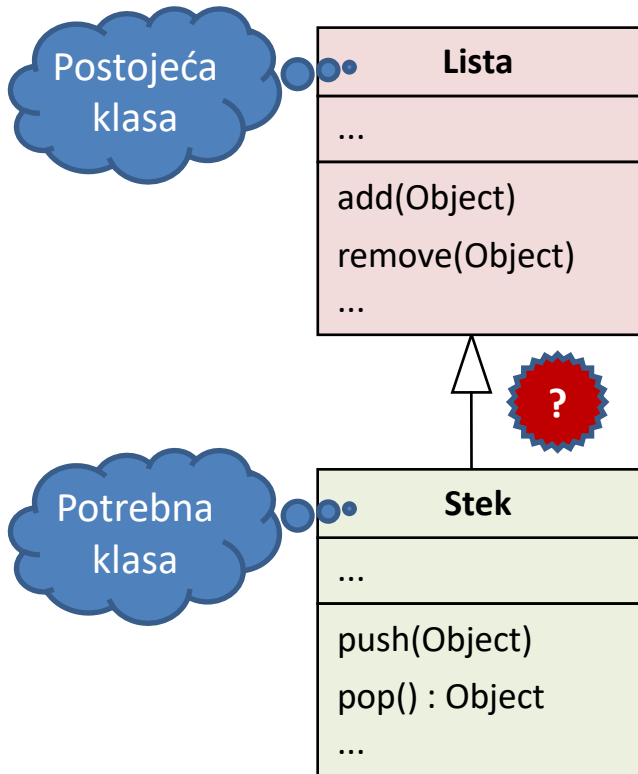 Postojeća
klasa
Lista
...
add(Object)
remove(Object)
...
?
Potrebna
klasa
Stek
...
push(Object)
pop() : Object
...